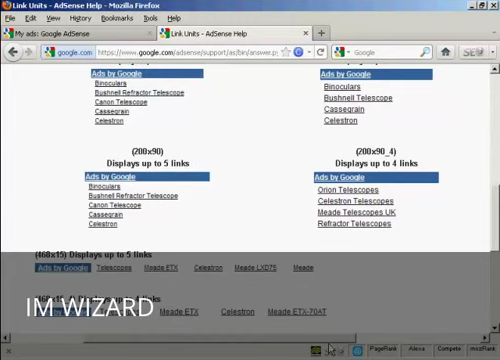 Link Units - AdSense Help - Mozilla Firefox
File Edit View History Bookmarks Tools Help
My ads: Google AdSense
Link Units - AdSense Help
google.com https://www.google.com/adsense/support/as/bin/answer.p
Google
Ads by Google
Binoculars
Bushnell Refractor Telescope
Canon Telescope
Cassegrain
Celestron
Ads by Google
Binoculars
Bushnell Telescope
Cassegrain
Celestron
(200x90)
Displays up to 5 links
Ads by Google
Binoculars
Bushnell Refractor Telescope
Canon Telescope
Cassegrain
Celestron
(200x90_4)
Displays up to 4 links
Ads by Google
Orion Telescopes
Celestron Telescopes
Meade Telescopes UK
Refractor Telescopes
(468x15) Displays up to 5 links
Ads by Google Telescopes Meade ETX Celestron Meade LXD75 Meade
IM WIZARD
Meade ETX Celestron Meade ETX-70AT
PageRank Alexa Compete mozRank